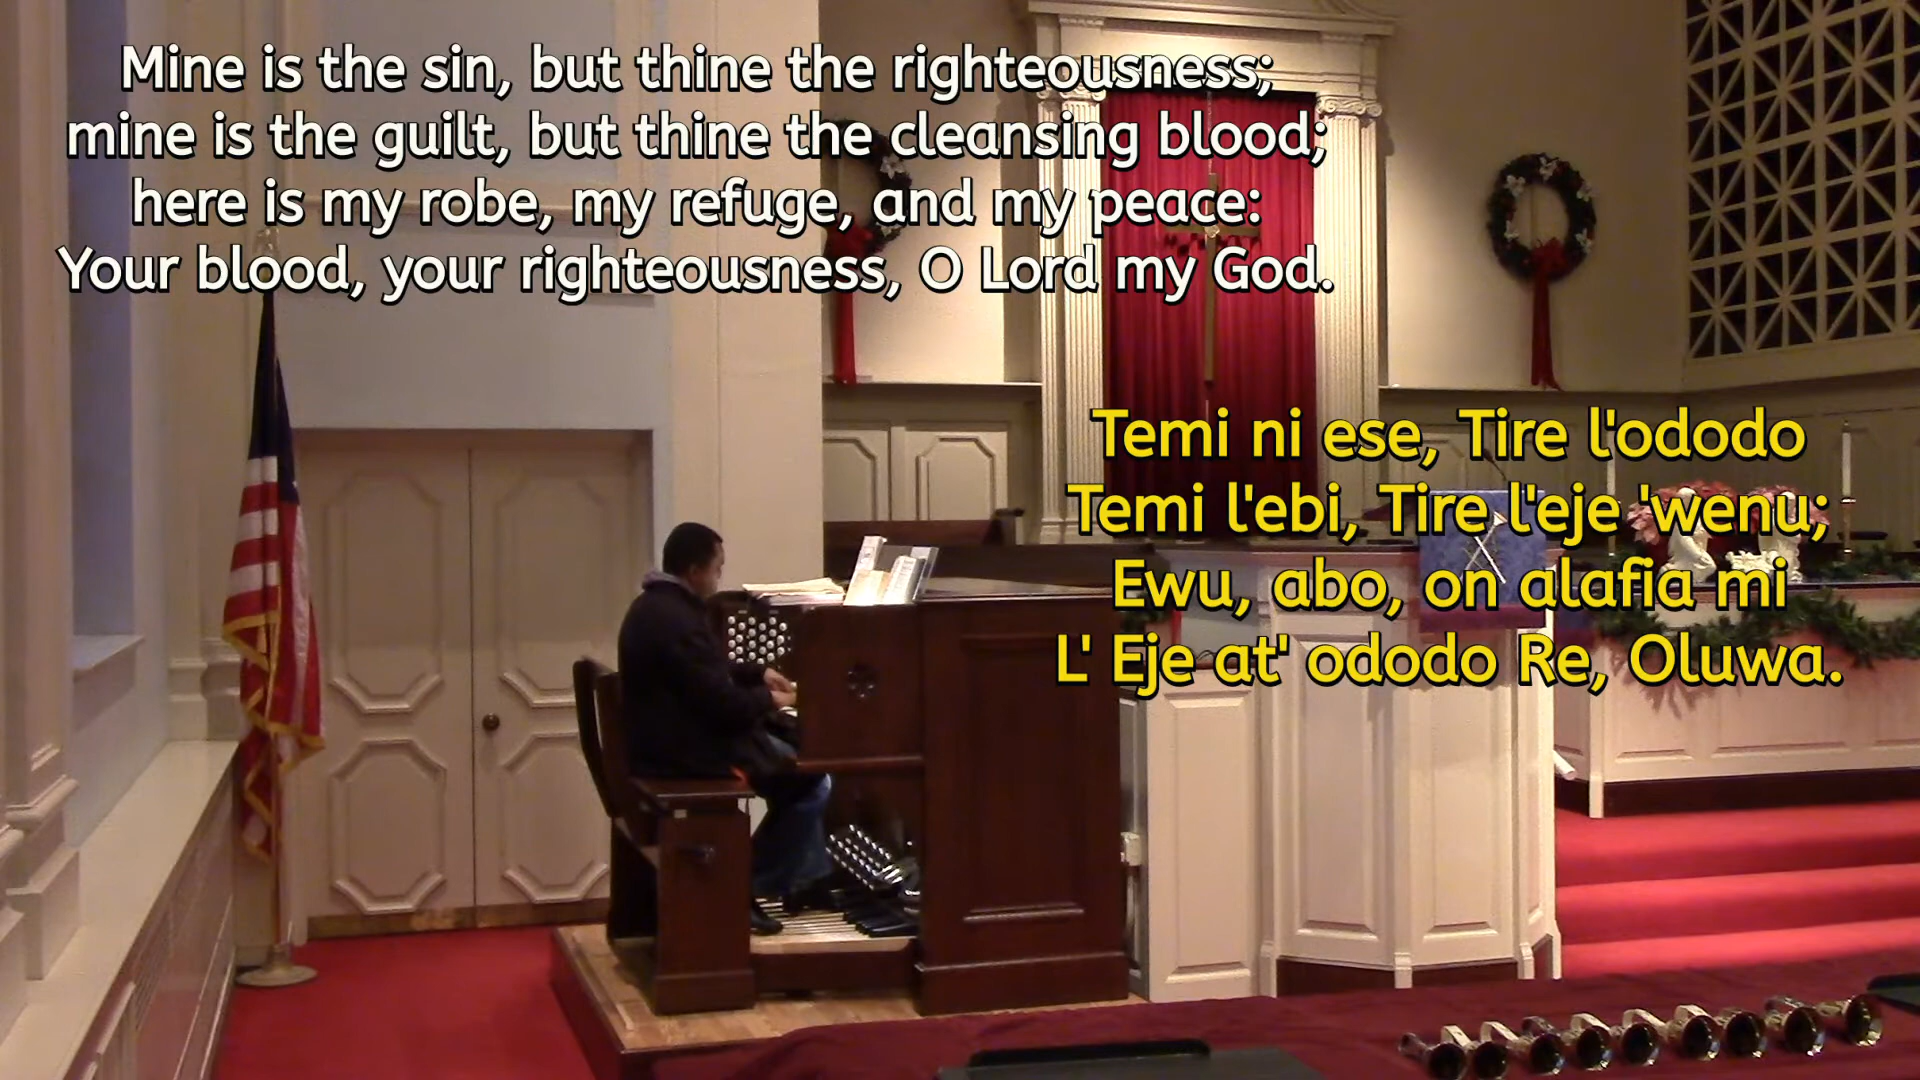 Mine is the sin, but thine the righteousness;
mine is the guilt, but thine the cleansing blood;
here is my robe, my refuge, and my peace:
Your blood, your righteousness, O Lord my God.
Temi ni ese, Tire l'ododo
Temi l'ebi, Tire l'eje 'wenu;
Ewu, abo, on alafia mi
L' Eje at' ododo Re, Oluwa.